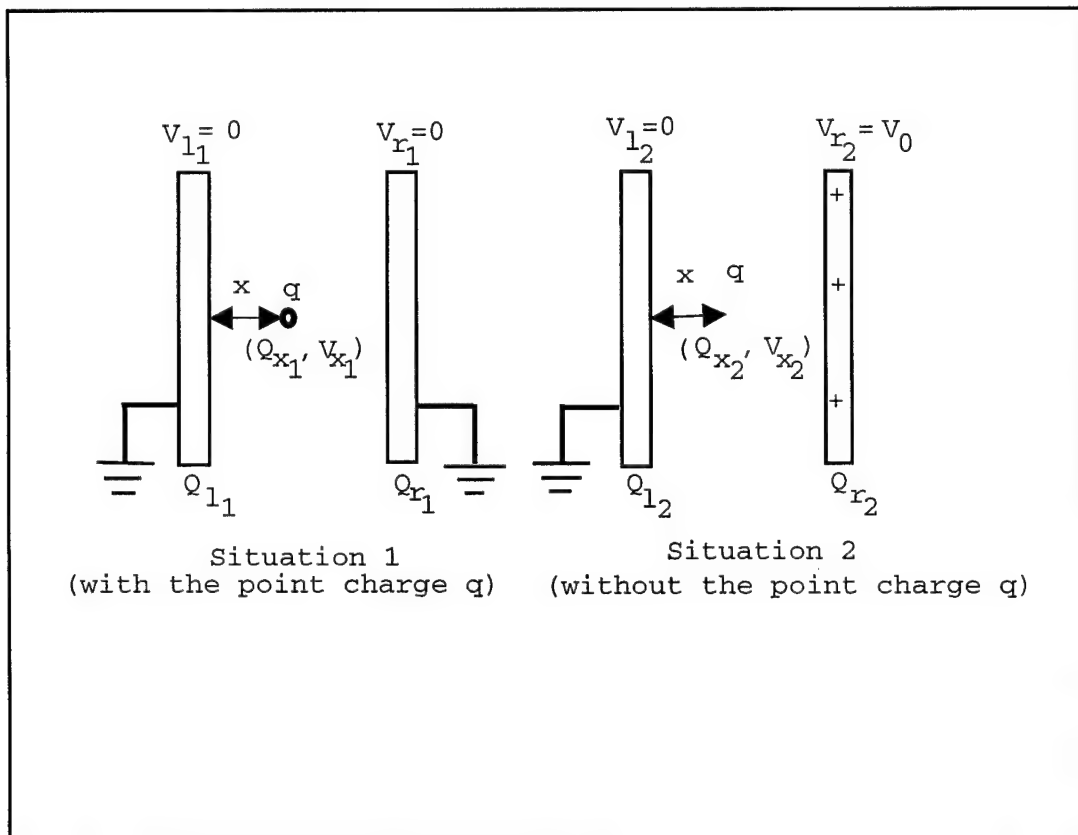 V_{l_1} = 0
V_{r_1}=0
V_{l_2}=0
V_{r_2} = V_0
x q
(Q_{x_1}, V_{x_1})
x q
(Q_{x_2}, V_{x_2})
+
+
+
Q_{l_1}
Q_{r_1}
Q_{l_2}
Q_{r_2}
Situation 1
(with the point charge q)
Situation 2
(without the point charge q)